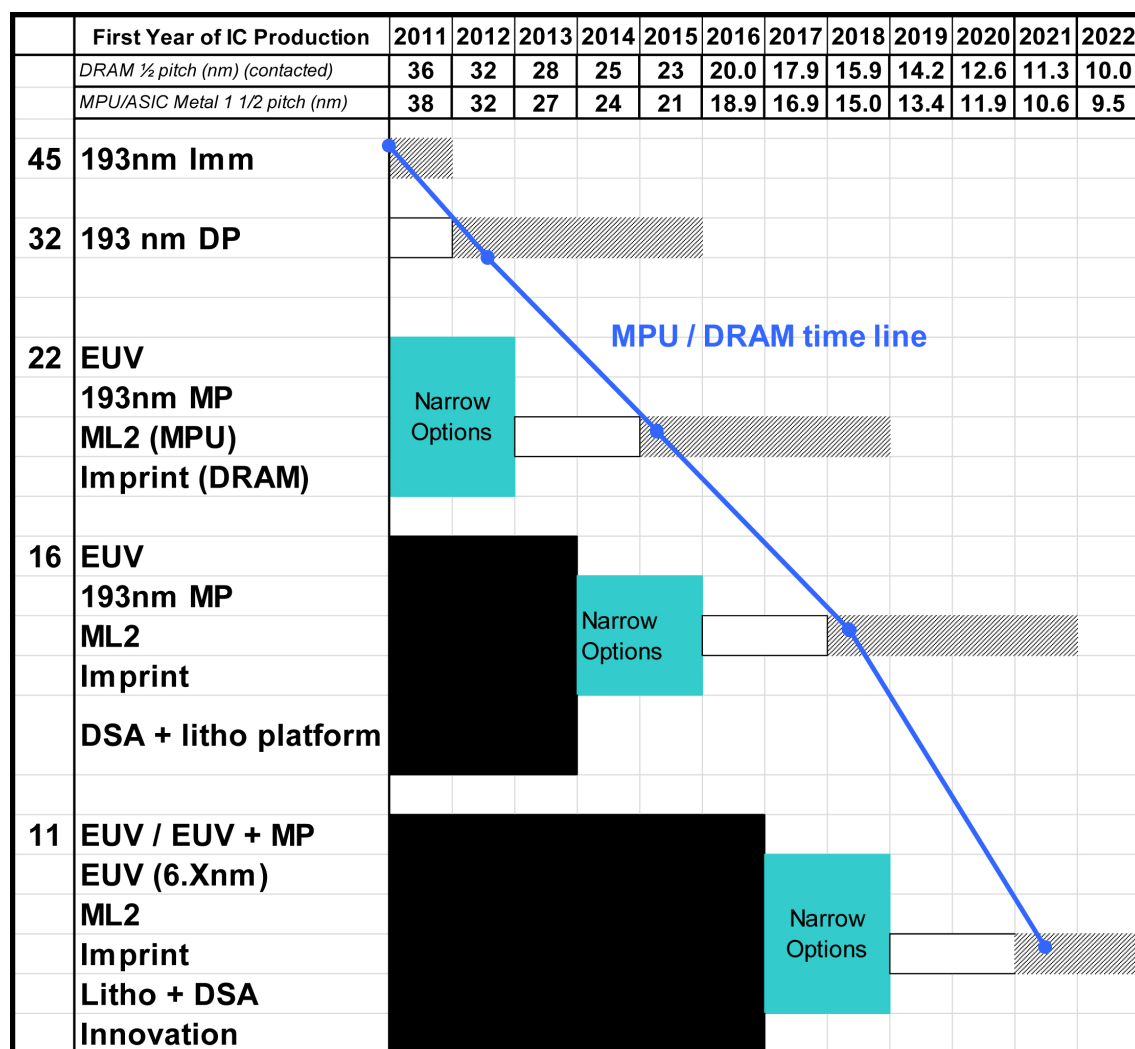 First Year of IC Production 2011 2012 2013 2014 2015 2016 2017 2018 2019 2020 2021 2022
DRAM ½ pitch (nm) (contacted) 36 32 28 25 23 20.0 17.9 15.9 14.2 12.6 11.3 10.0
MPU/ASIC Metal 1 1/2 pitch (nm) 38 32 27 24 21 18.9 16.9 15.0 13.4 11.9 10.6 9.5
45 193nm Imm
32 193 nm DP
MPU / DRAM time line
22 EUV
193nm MP
ML2 (MPU)
Imprint (DRAM)
Narrow
Options
16 EUV
193nm MP
ML2
Imprint
DSA + litho platform
Narrow
Options
11 EUV / EUV + MP
EUV (6.Xnm)
ML2
Imprint
Litho + DSA
Innovation
Narrow
Options